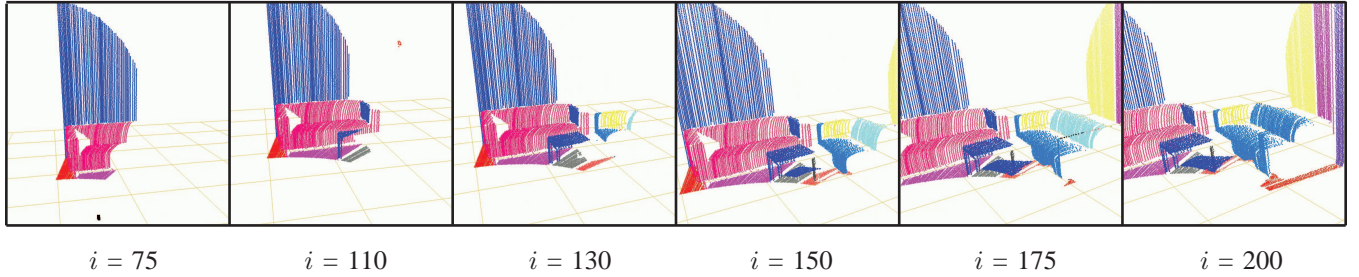 i = 75 i = 110 i = 130 i = 150 i = 175 i = 200